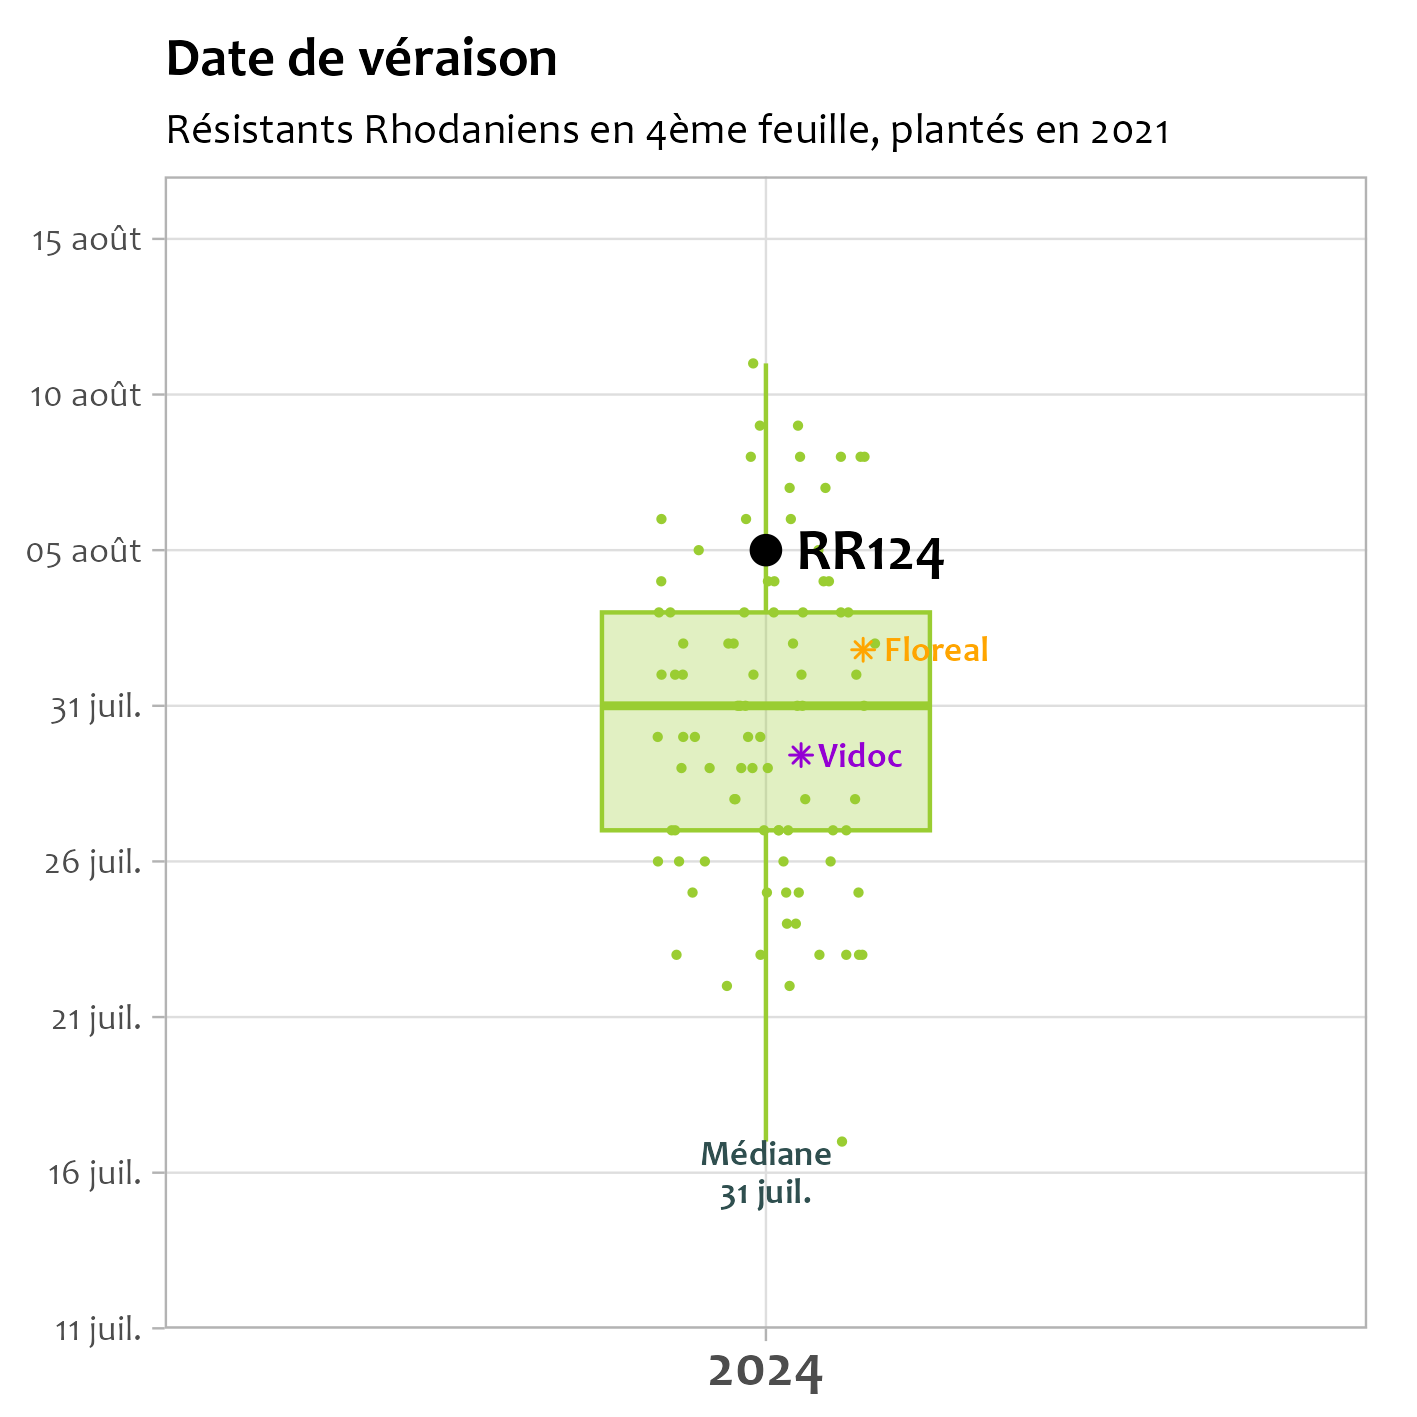 Date de véraison
Résistants Rhodaniens en 4ème feuille, plantés en 2021
15 août
10 août
05 août
31 juil.
26 juil.
21 juil.
16 juil.
11 juil.
RR124
Floreal
Vidoc
Médiane
31 juil.
2024